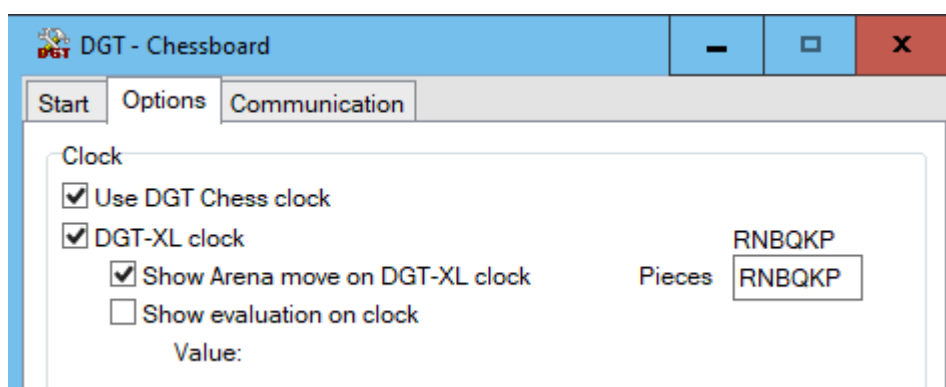 DGT - Chessboard
Start Options Communication
Clock
Use DGT Chess clock
DGT-XL clock RNBQKP
Show Arena move on DGT-XL clock Pieces RNBQKP
Show evaluation on clock
Value: